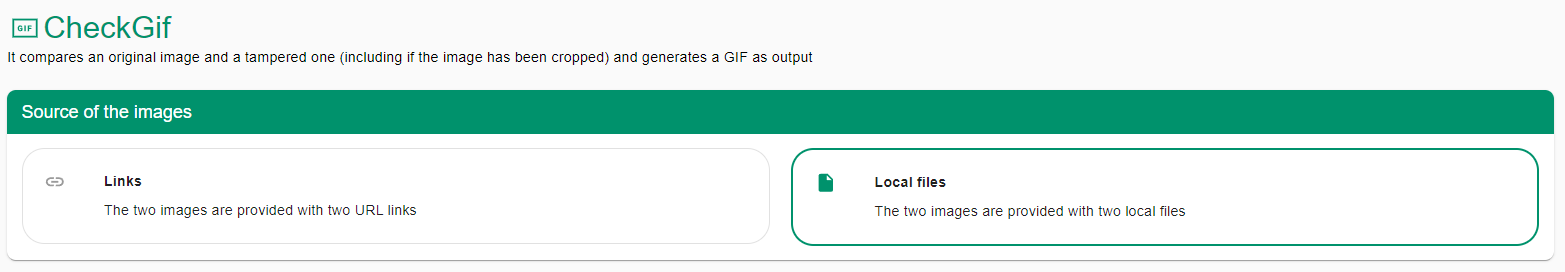 GIF CheckGif
It compares an original image and a tampered one (including if the image has been cropped) and generates a GIF as output
Source of the images
Links
The two images are provided with two URL links
Local files
The two images are provided with two local files